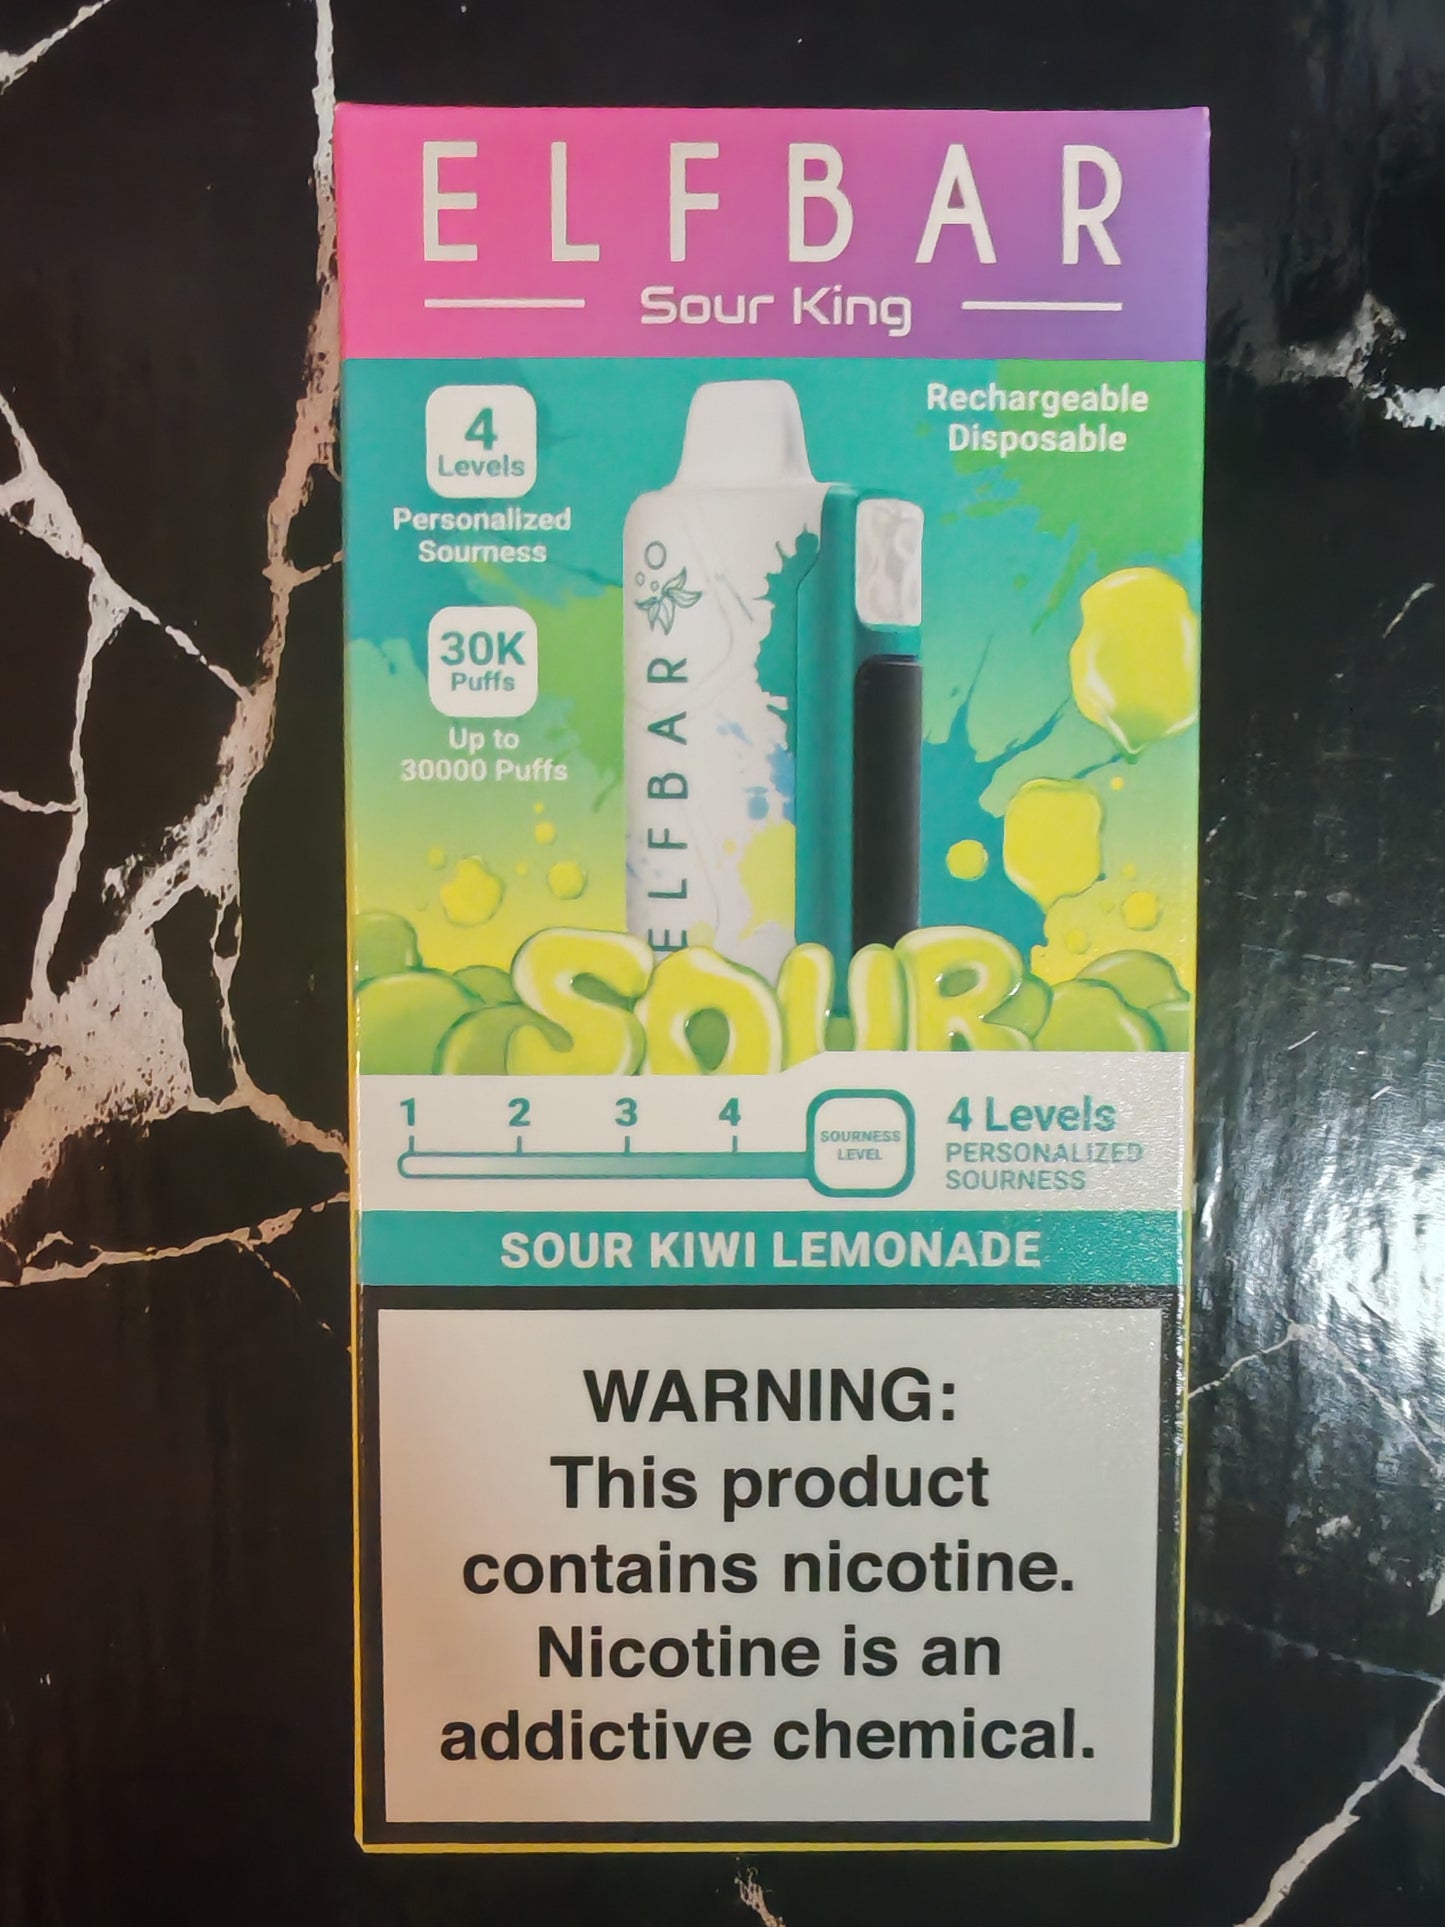 ELFBAR
Sour King
4
Levels
Personalized
Sourness
Rechargeable
Disposable
30K
Puffs
Up to
30000 Puffs
ELFBAR
SOUR
1 2 3 4
SOURNESS
LEVEL
4 Levels
PERSONALIZED
SOURNESS
SOUR KIWI LEMONADE
WARNING:
This product
contains nicotine.
Nicotine is an
addictive chemical.